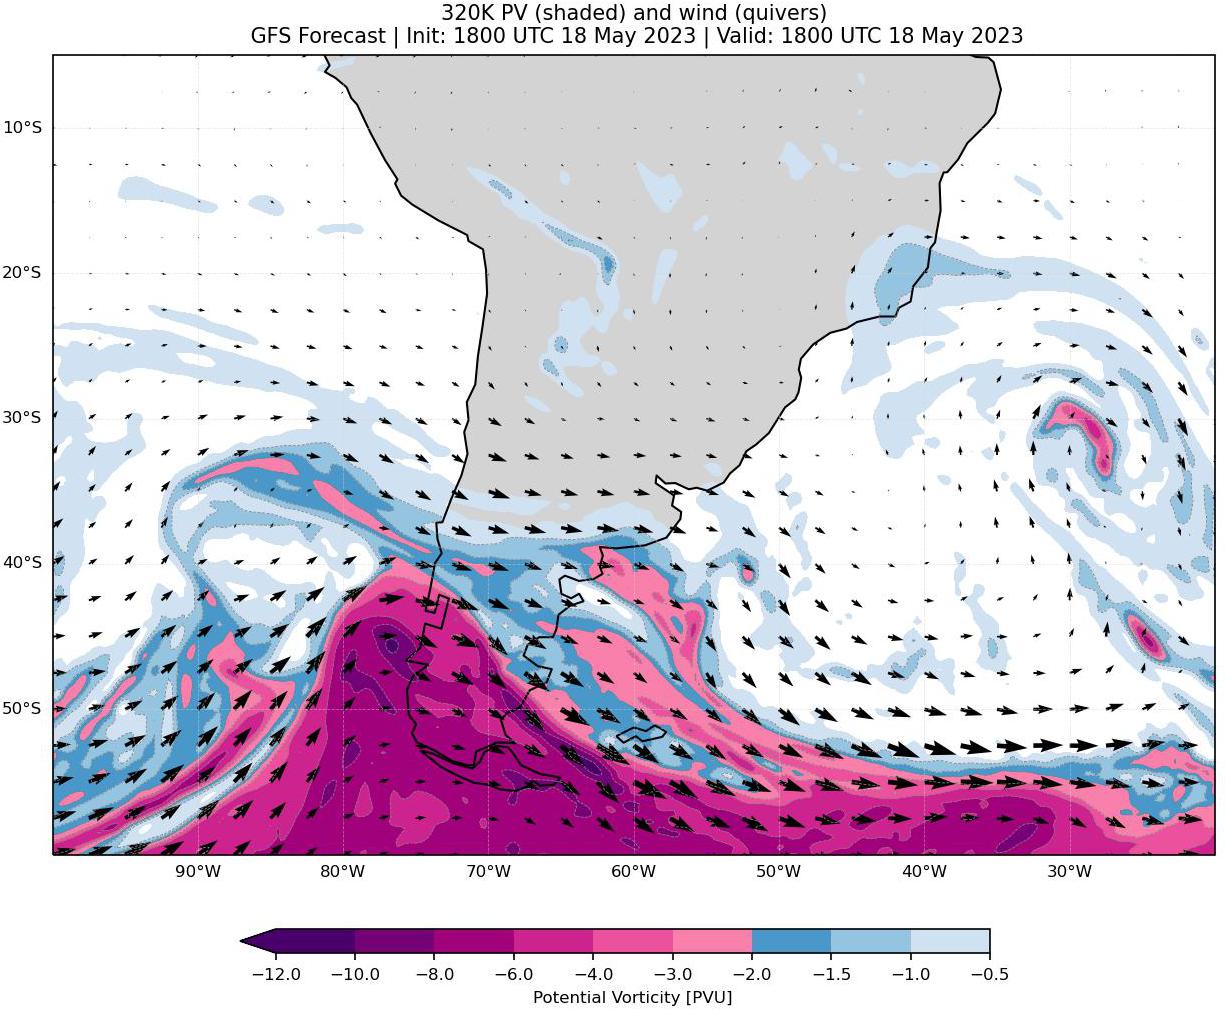 320K PV (shaded) and wind (quivers)
GFS Forecast | Init: 1800 UTC 18 May 2023 | Valid: 1800 UTC 18 May 2023
10°S
20°S
30°S
40°S
50°S
90°W 80°W 70°W 60°W 50°W 40°W 30°W
−12.0 −10.0 −8.0 −6.0 −4.0 −3.0 −2.0 −1.5 −1.0 −0.5
Potential Vorticity [PVU]